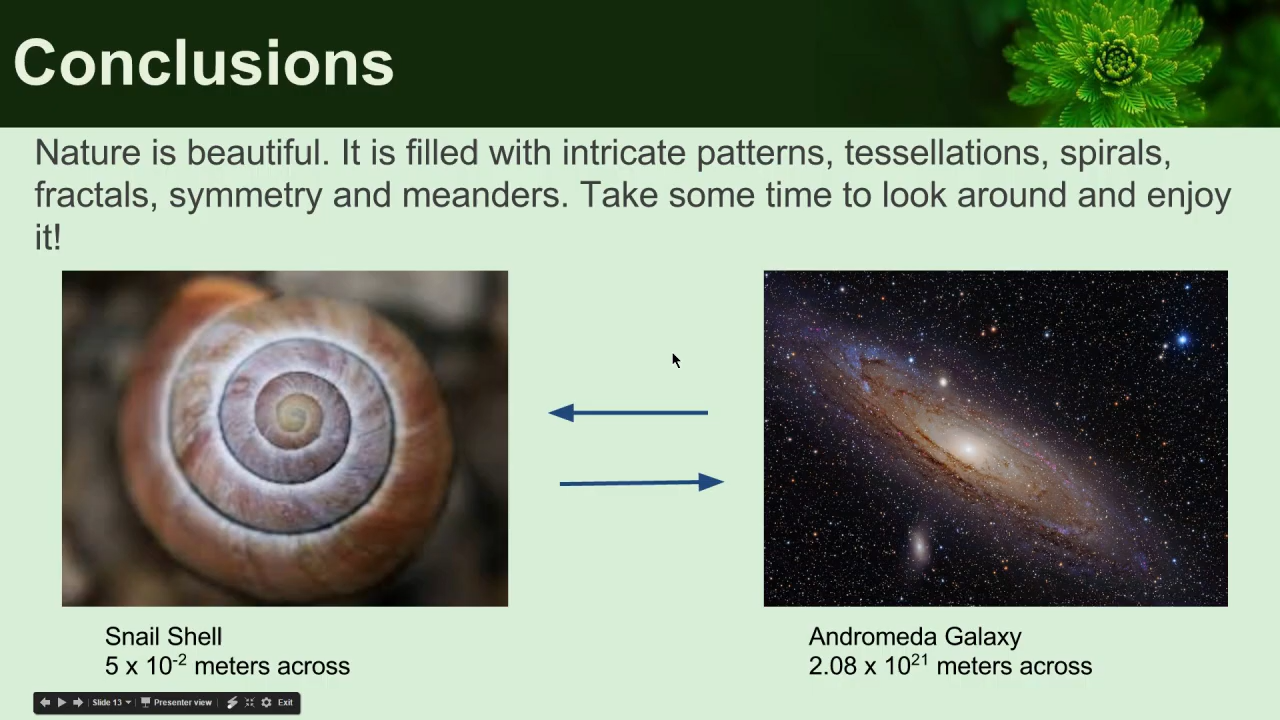 Conclusions
Nature is beautiful. It is filled with intricate patterns, tessellations, spirals,
fractals, symmetry and meanders. Take some time to look around and enjoy
it!
Snail Shell
5 x 10⁻² meters across
Andromeda Galaxy
2.08 x 10²¹ meters across
Slide 13 Presenter view Exit